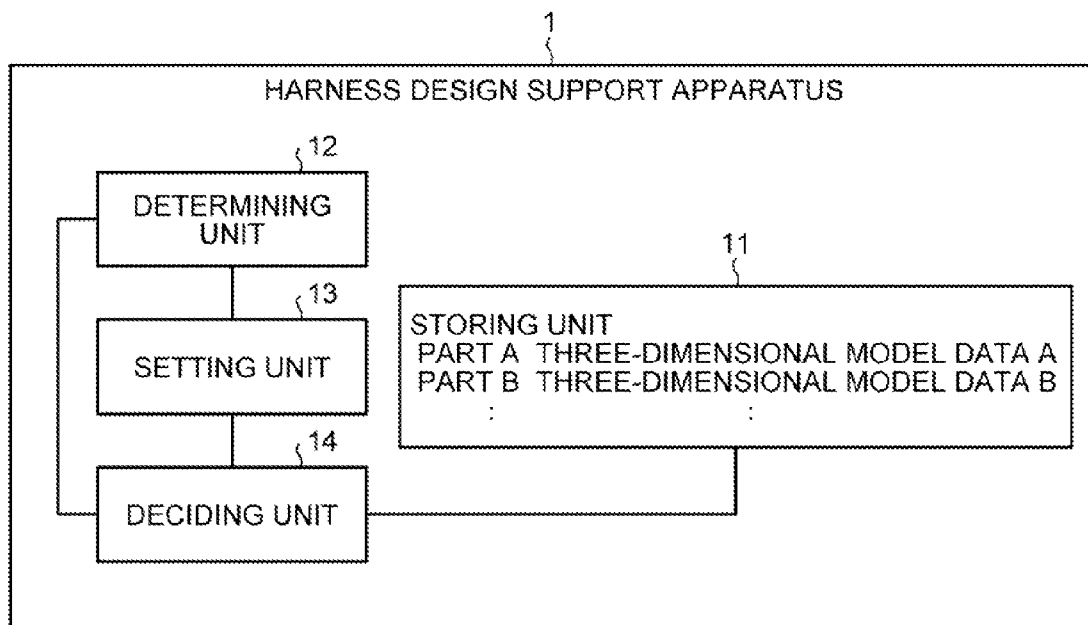 1
HARNESS DESIGN SUPPORT APPARATUS
12
DETERMINING
UNIT
13
SETTING UNIT
14
DECIDING UNIT
11
STORING UNIT
PART A THREE-DIMENSIONAL MODEL DATA A
PART B THREE-DIMENSIONAL MODEL DATA B
: :